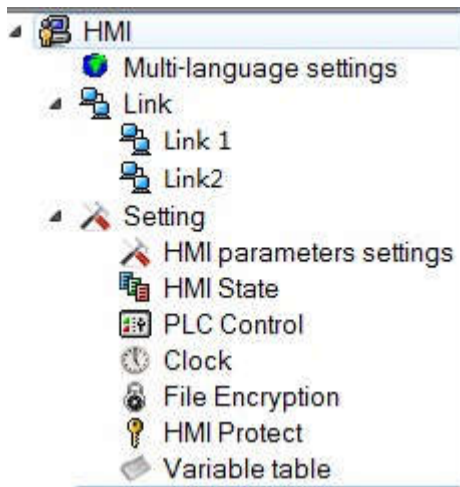 HMI
Multi-language settings
Link
Link 1
Link2
Setting
HMI parameters settings
HMI State
PLC Control
Clock
File Encryption
HMI Protect
Variable table